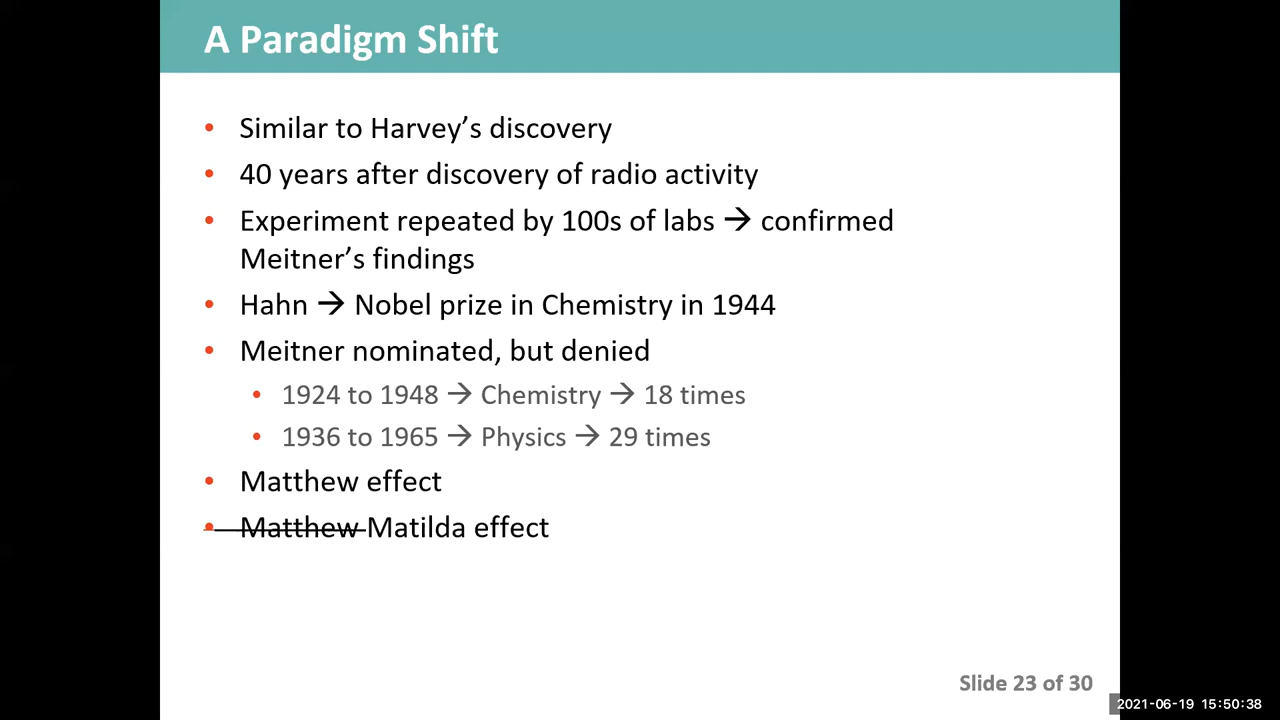 A Paradigm Shift
• Similar to Harvey’s discovery
• 40 years after discovery of radio activity
• Experiment repeated by 100s of labs → confirmed
Meitner’s findings
• Hahn → Nobel prize in Chemistry in 1944
• Meitner nominated, but denied
• 1924 to 1948 → Chemistry → 18 times
• 1936 to 1965 → Physics → 29 times
• Matthew effect
• Matthew Matilda effect
Slide 23 of 30
2021-06-19 15:50:38